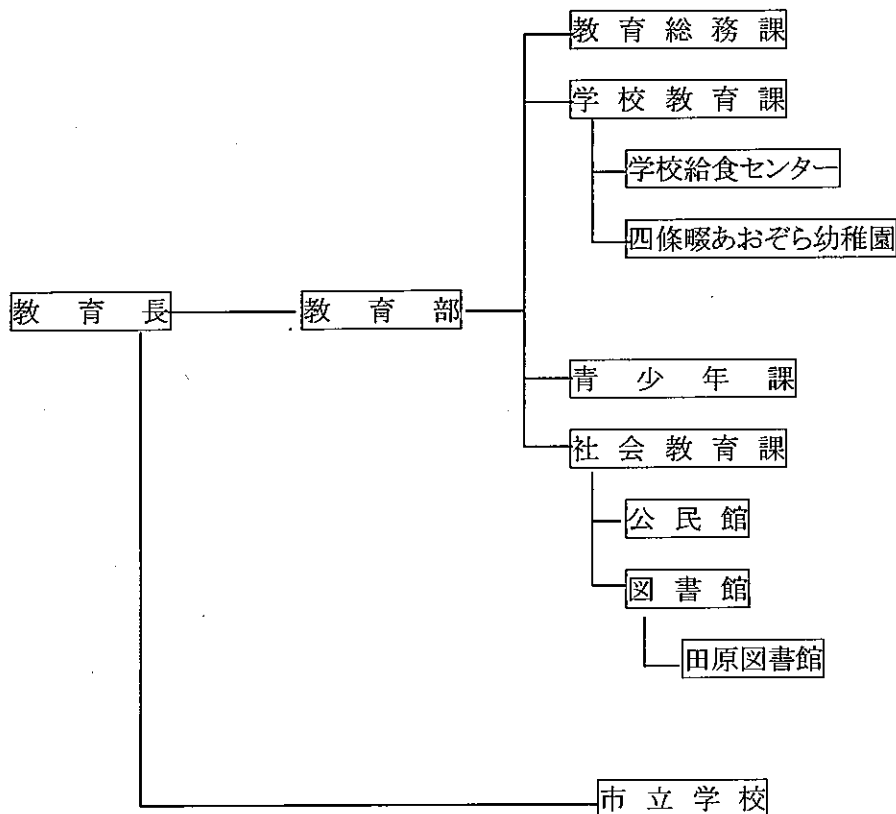 教育総務課
学校教育課
学校給食センター
四條畷あおぞら幼稚園
教育長
教育部
青少年課
社会教育課
公民館
図書館
田原図書館
市立学校